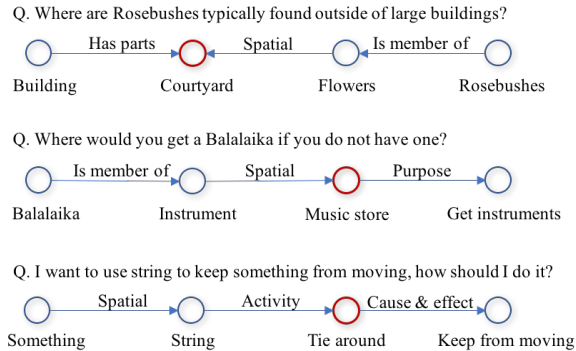 Q. Where are Rosebushes typically found outside of large buildings?
Has parts Spatial Is member of
Building Courtyard Flowers Rosebushes
Q. Where would you get a Balalaika if you do not have one?
Is member of Spatial Purpose
Balalaika Instrument Music store Get instruments
Q. I want to use string to keep something from moving, how should I do it?
Spatial Activity Cause & effect
Something String Tie around Keep from moving